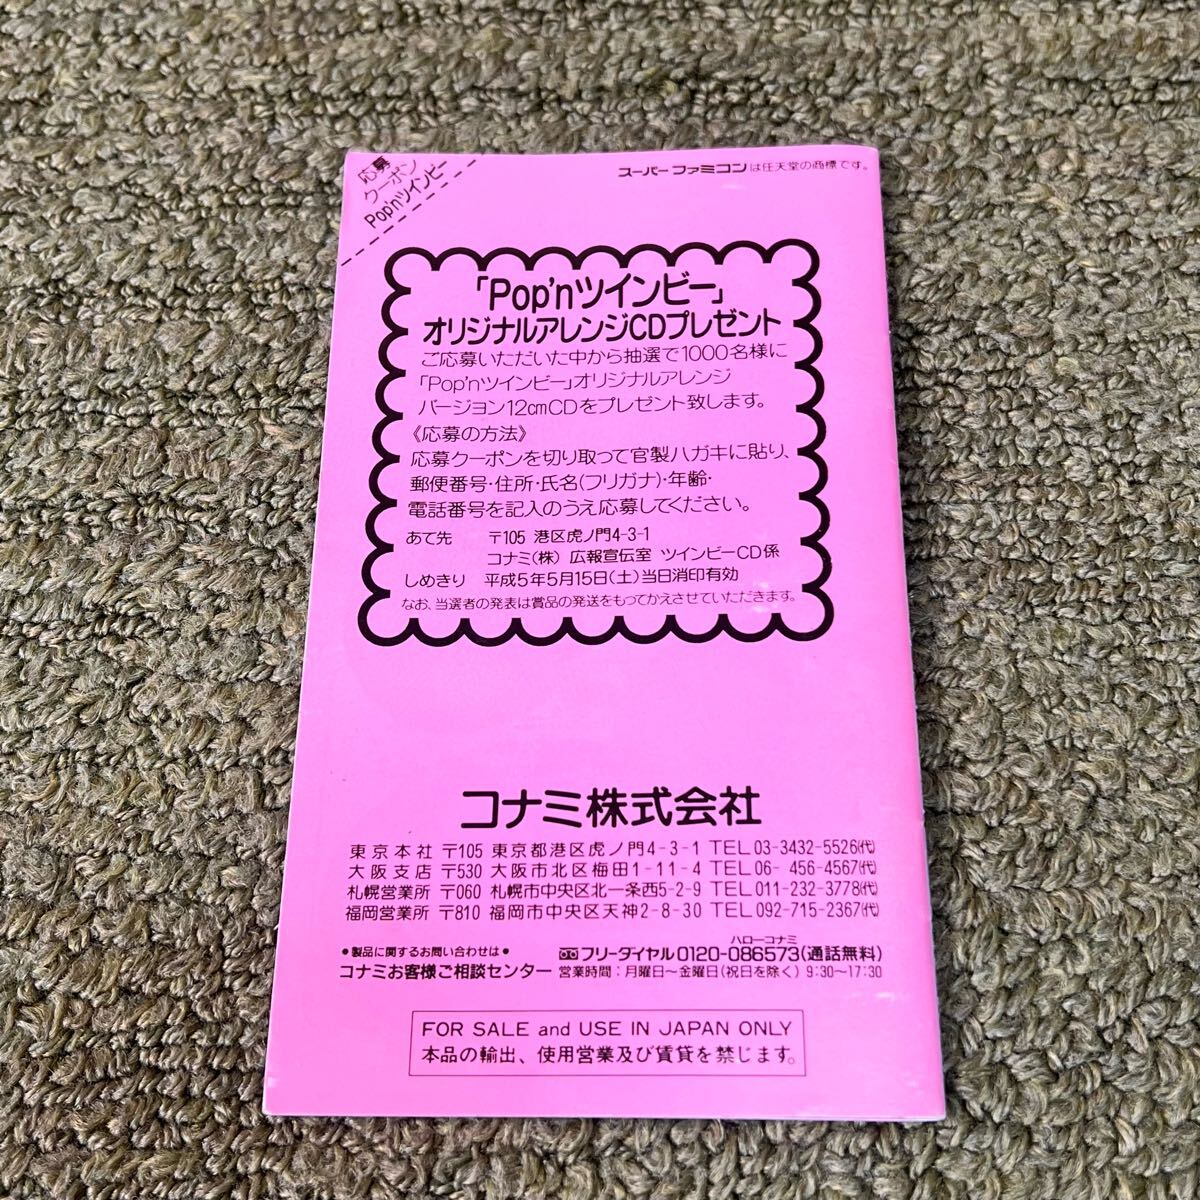 応募
クーポン
Pop'nツインビー
スーパーファミコンは任天堂の商標です。
「Pop'nツインビー」
オリジナルアレンジCDプレゼント
ご応募いただいた中から抽選で1000名様に
「Pop'nツインビー」オリジナルアレンジ
バージョン12cmCDをプレゼント致します。
《応募の方法》
応募クーポンを切り取って官製ハガキに貼り、
郵便番号・住所・氏名(フリガナ)・年齢・
電話番号を記入のうえ応募してください。
あて先 〒105 港区虎ノ門4-3-1
コナミ(株) 広報宣伝室 ツインビーCD係
しめきり 平成5年5月15日(土)当日消印有効
なお、当選者の発表は賞品の発送をもってかえさせていただきます。
コナミ株式会社
東京本社 〒105 東京都港区虎ノ門4-3-1 TEL03-3432-5526(代)
大阪支店 〒530 大阪市北区梅田1-11-4 TEL06-456-4567(代)
札幌営業所 〒060 札幌市中央区北一条西5-2-9 TEL011-232-3778(代)
福岡営業所 〒810 福岡市中央区天神2-8-30 TEL092-715-2367(代)
ハローコナミ
●製品に関するお問い合わせは● フリーダイヤル0120-086573(通話無料)
コナミお客様ご相談センター 営業時間：月曜日〜金曜日(祝日を除く) 9:30〜17:30
FOR SALE and USE IN JAPAN ONLY
本品の輸出、使用営業及び賃貸を禁じます。